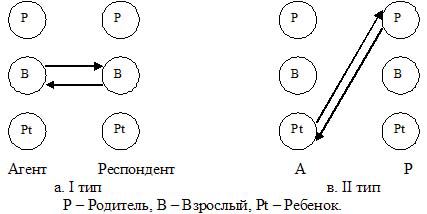 Р Р Р Р
В В В В
Pt Pt Pt Pt
Агент Респондент А Р
а. I тип в. II тип
Р – Родитель, В – Взрослый, Pt – Ребенок.